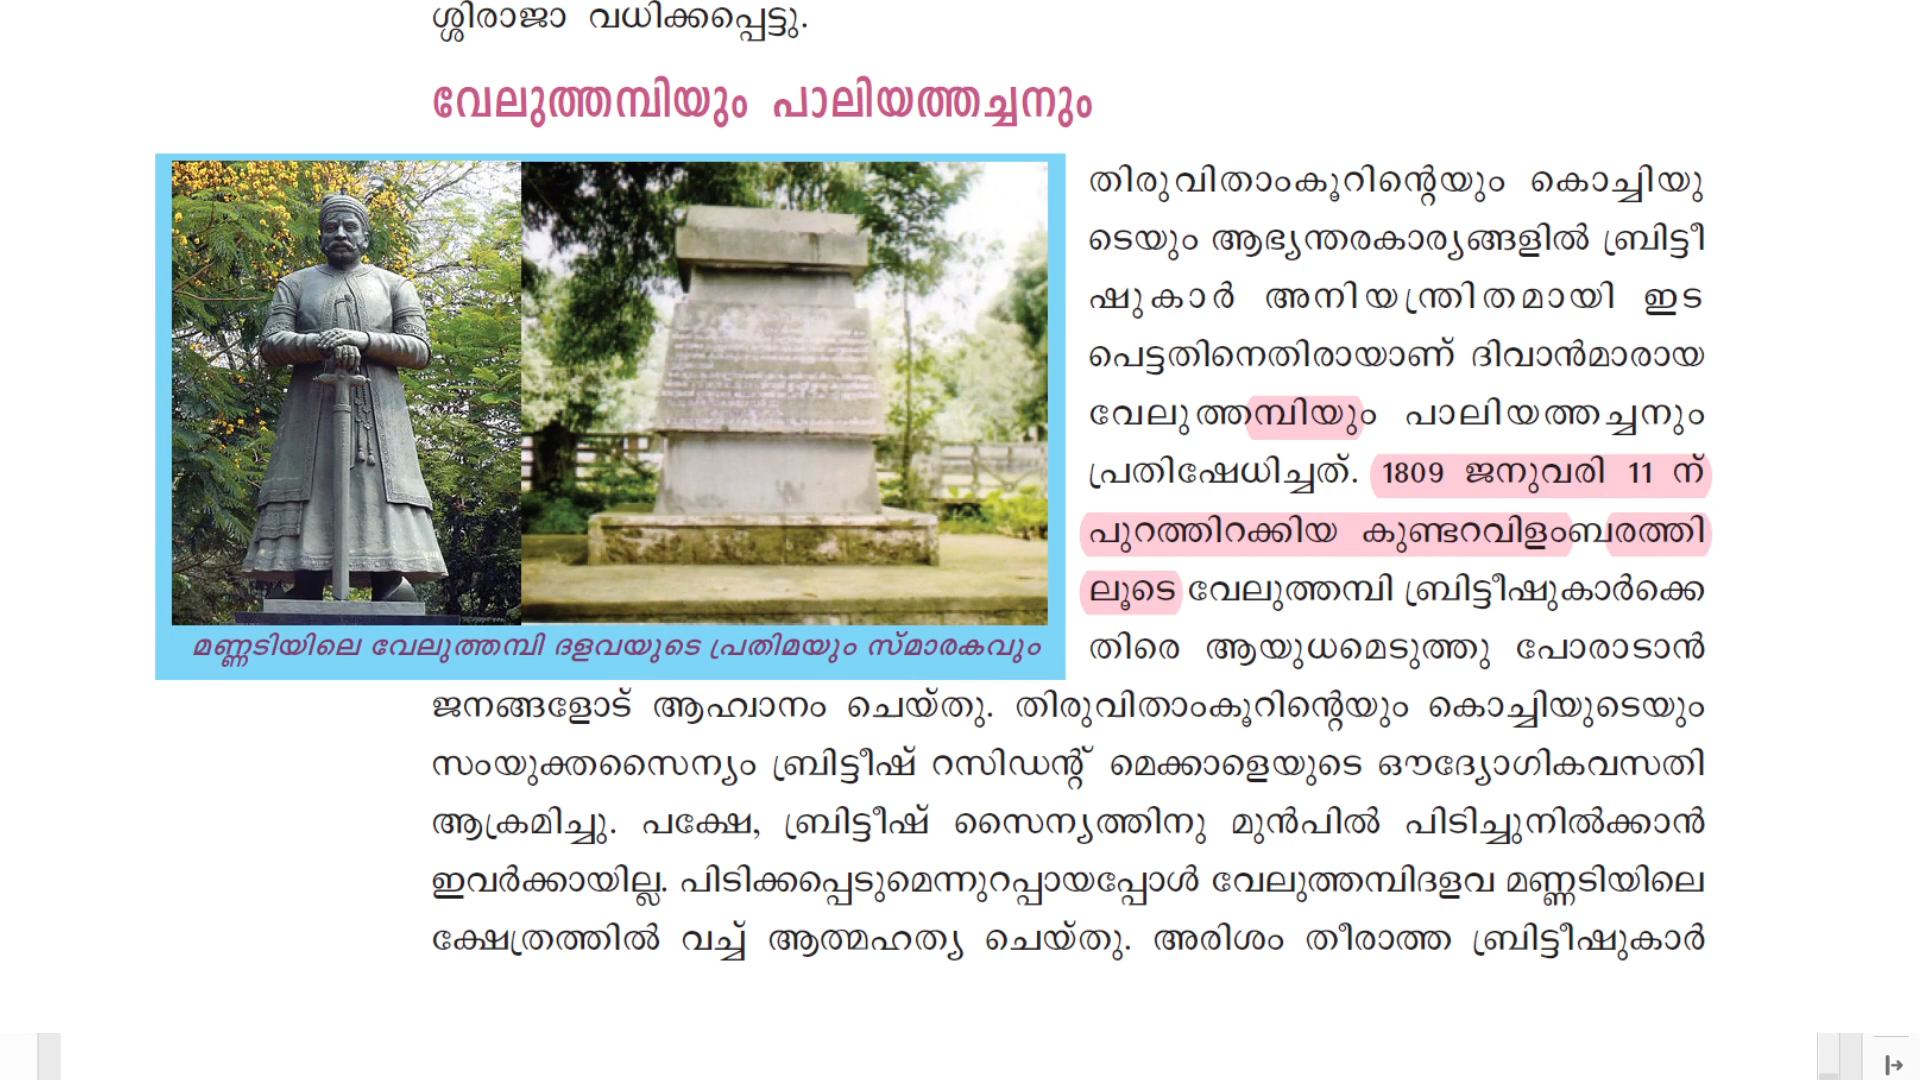 ശ്ശിരാജാ വധിക്കപ്പെട്ടു.
വേലുത്തമ്പിയും പാലിയത്തച്ചനും
തിരുവിതാംകൂറിന്റെയും കൊച്ചിയു
ടെയും ആഭ്യന്തരകാര്യങ്ങളിൽ ബ്രിട്ടീ
ഷുകാർ അനിയന്ത്രിതമായി ഇട
പെട്ടതിനെതിരായാണ് ദിവാൻമാരായ
വേലുത്തമ്പിയും പാലിയത്തച്ചനും
പ്രതിഷേധിച്ചത്. 1809 ജനുവരി 11 ന്
പുറത്തിറക്കിയ കുണ്ടറവിളംബരത്തി
ലൂടെ വേലുത്തമ്പി ബ്രിട്ടീഷുകാർക്കെ
തിരെ ആയുധമെടുത്തു പോരാടാൻ
മണ്ണടിയിലെ വേലുത്തമ്പി ദളവയുടെ പ്രതിമയും സ്മാരകവും
ജനങ്ങളോട് ആഹ്വാനം ചെയ്തു. തിരുവിതാംകൂറിന്റെയും കൊച്ചിയുടെയും
സംയുക്തസൈന്യം ബ്രിട്ടീഷ് റസിഡന്റ് മെക്കാളെയുടെ ഔദ്യോഗികവസതി
ആക്രമിച്ചു. പക്ഷേ, ബ്രിട്ടീഷ് സൈന്യത്തിനു മുൻപിൽ പിടിച്ചുനിൽക്കാൻ
ഇവർക്കായില്ല. പിടിക്കപ്പെടുമെന്നുറപ്പായപ്പോൾ വേലുത്തമ്പിദളവ മണ്ണടിയിലെ
ക്ഷേത്രത്തിൽ വച്ച് ആത്മഹത്യ ചെയ്തു. അരിശം തീരാത്ത ബ്രിട്ടീഷുകാർ